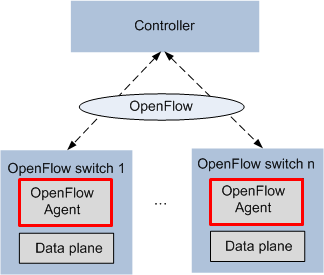 Controller
OpenFlow
OpenFlow switch 1
OpenFlow
Agent
Data plane
...
OpenFlow switch n
OpenFlow
Agent
Data plane